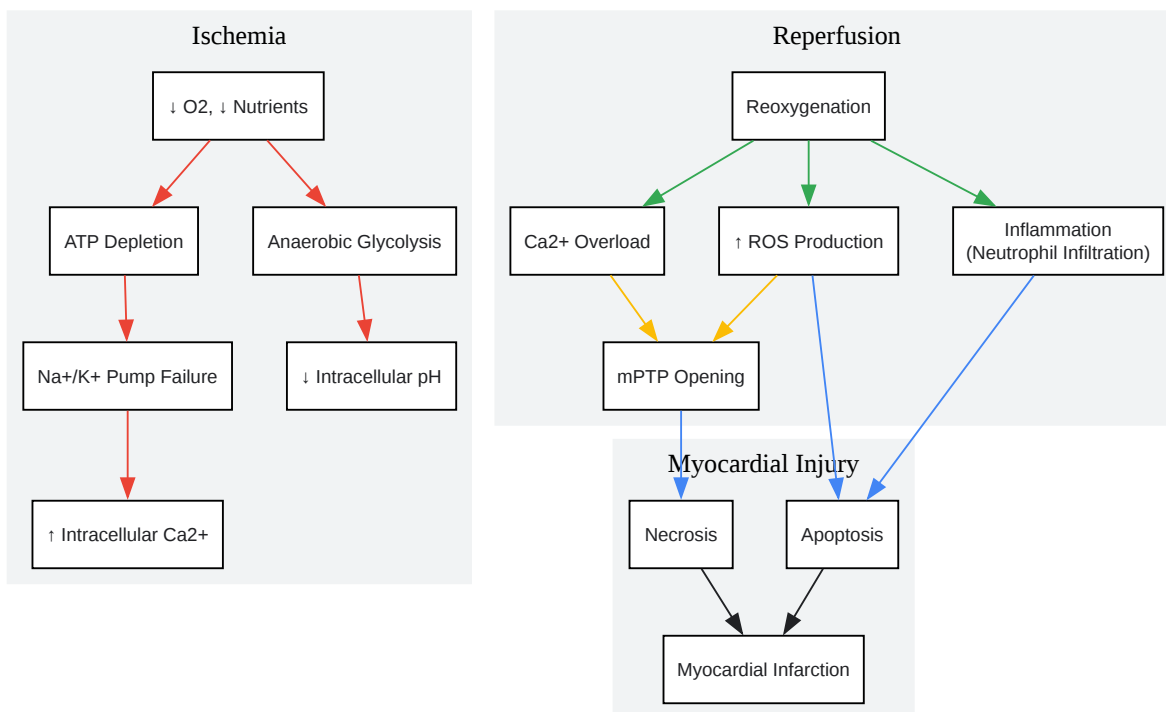 Ischemia
↓ O2, ↓ Nutrients
ATP Depletion
Anaerobic Glycolysis
Na+/K+ Pump Failure
↓ Intracellular pH
↑ Intracellular Ca2+
Reperfusion
Reoxygenation
Ca2+ Overload
↑ ROS Production
Inflammation
(Neutrophil Infiltration)
mPTP Opening
Myocardial Injury
Necrosis
Apoptosis
Myocardial Infarction